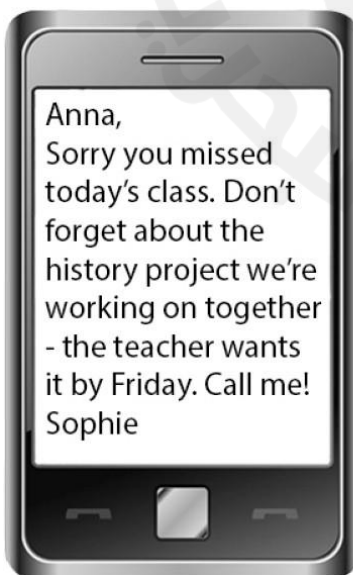 Anna,
Sorry you missed
today's class. Don't
forget about the
history project we're
working on together
- the teacher wants
it by Friday. Call me!
Sophie